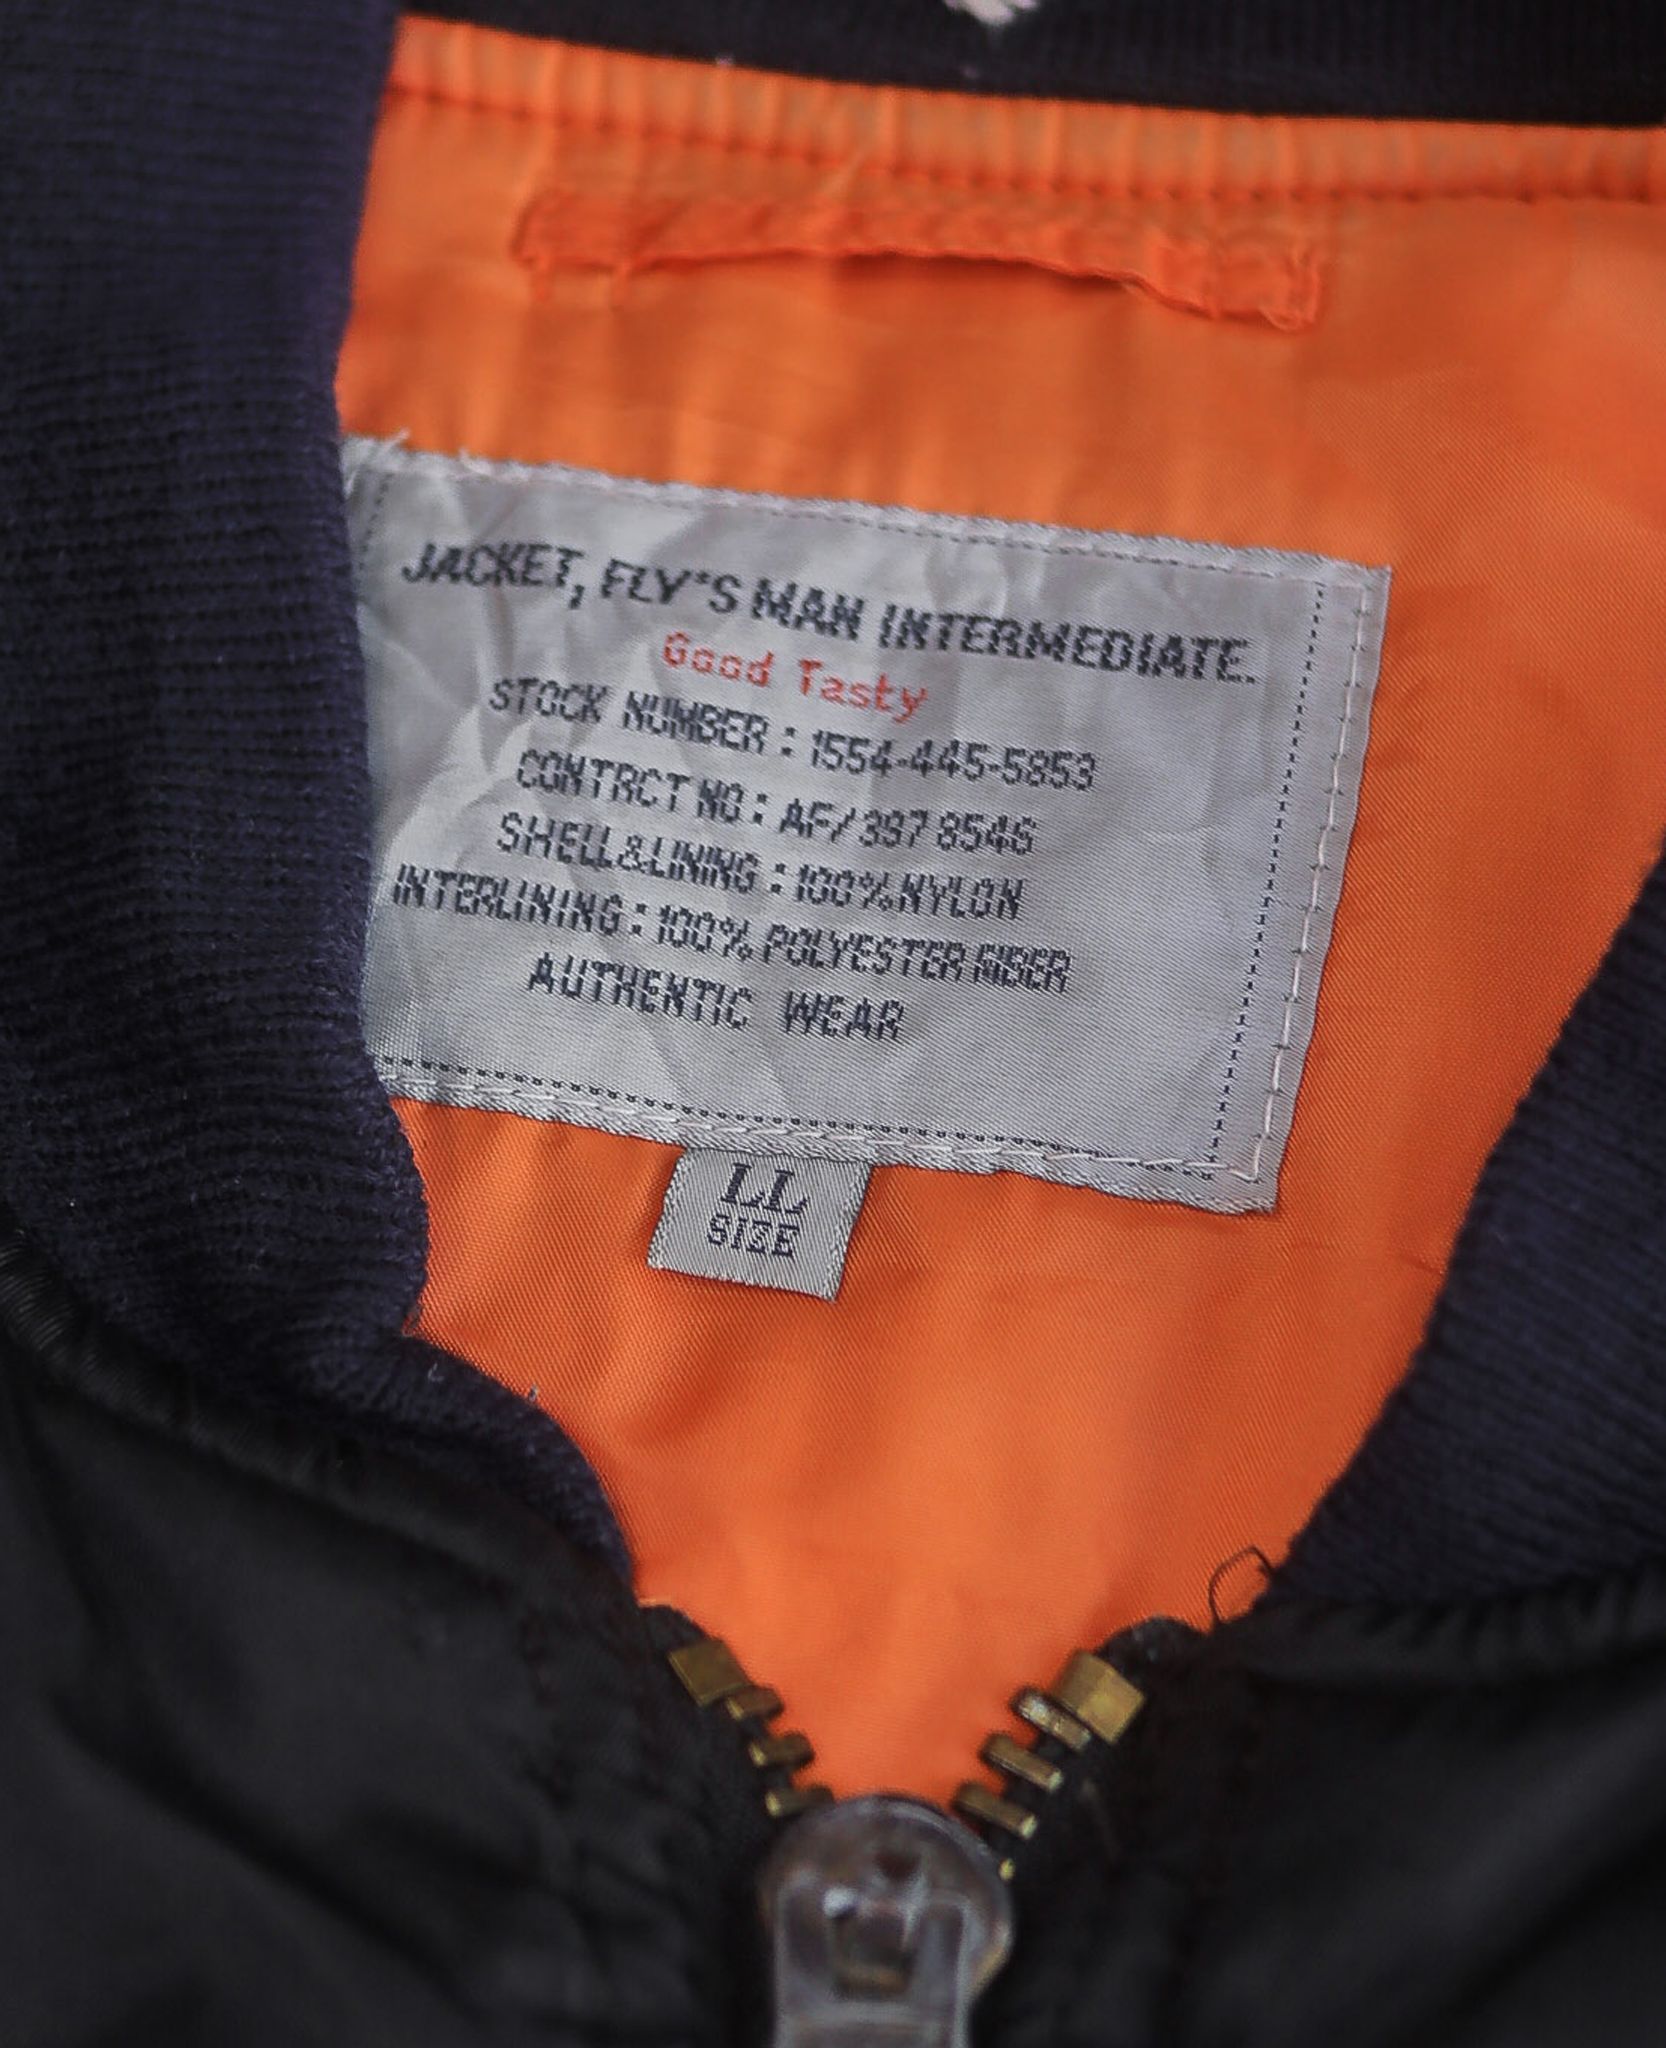 JACKET, FLY'S MAN INTERMEDIATE.
Good Tasty
STOCK NUMBER : 1554-445-5853
CONTRCT NO : AF/397 8546
SHELL&LINING : 100%NYLON
INTERLINING : 100% POLYESTER FIBER
AUTHENTIC WEAR
LL
SIZE